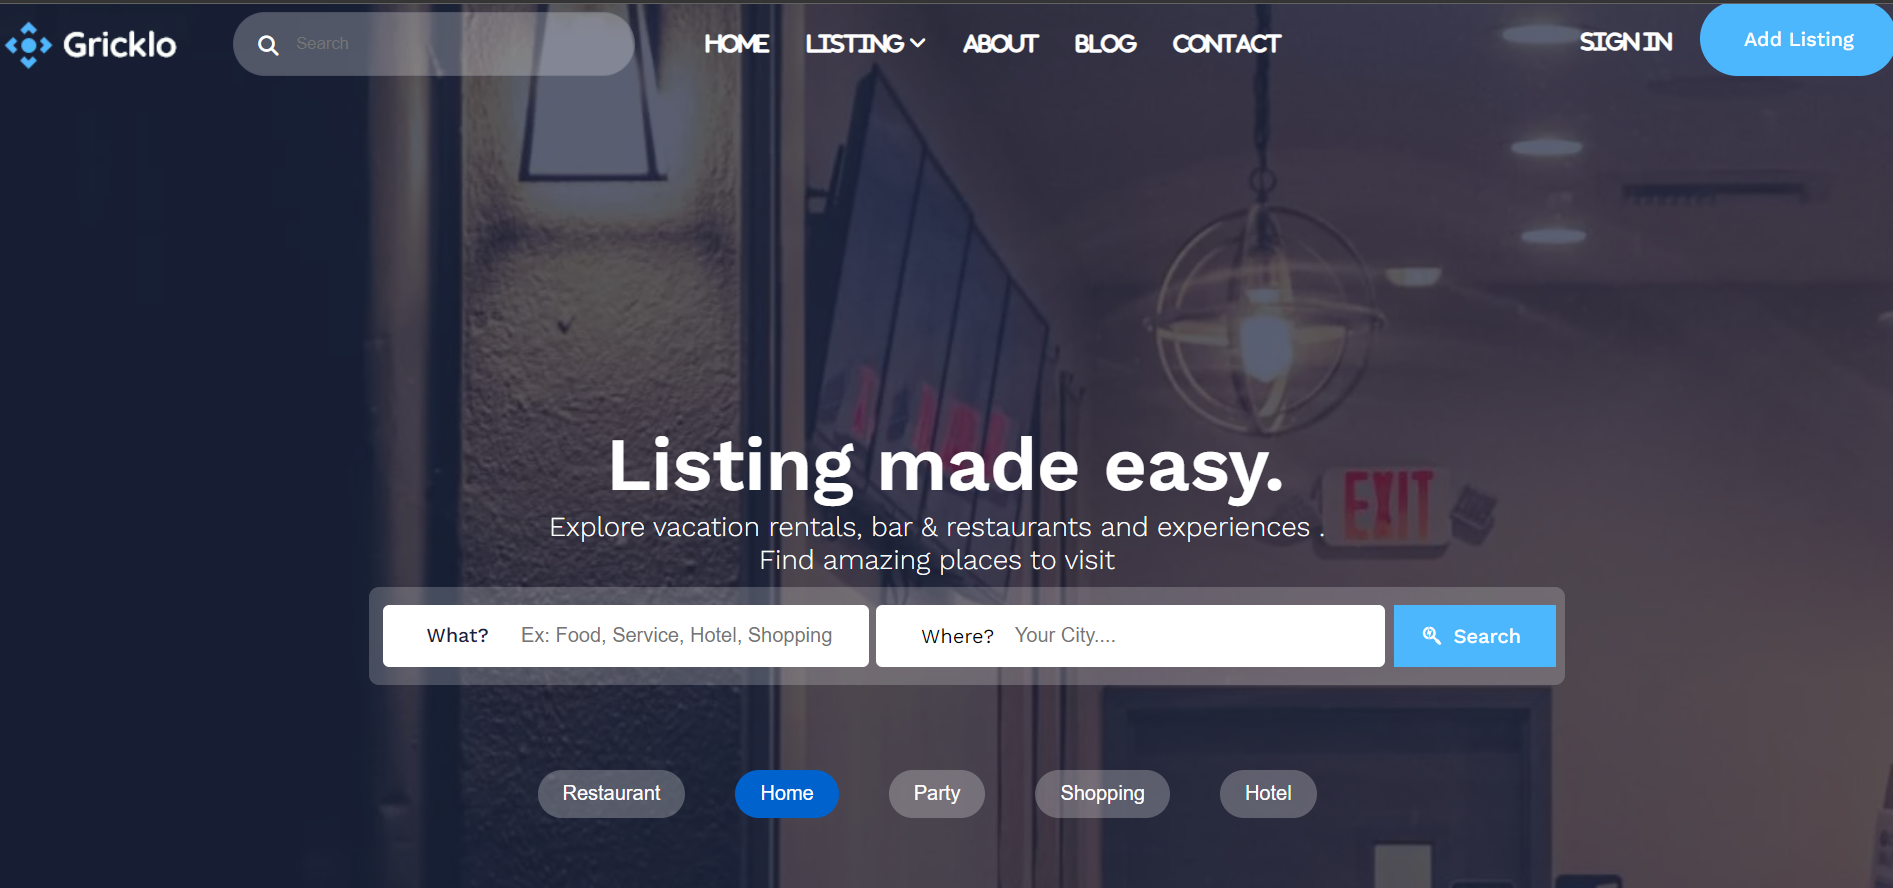 Gricklo
Search
HOME
LISTING
ABOUT
BLOG
CONTACT
SIGN IN
Add Listing
Listing made easy.
Explore vacation rentals, bar & restaurants and experiences .
Find amazing places to visit
EXIT
What?
Ex: Food, Service, Hotel, Shopping
Where?
Your City....
Search
Restaurant
Home
Party
Shopping
Hotel